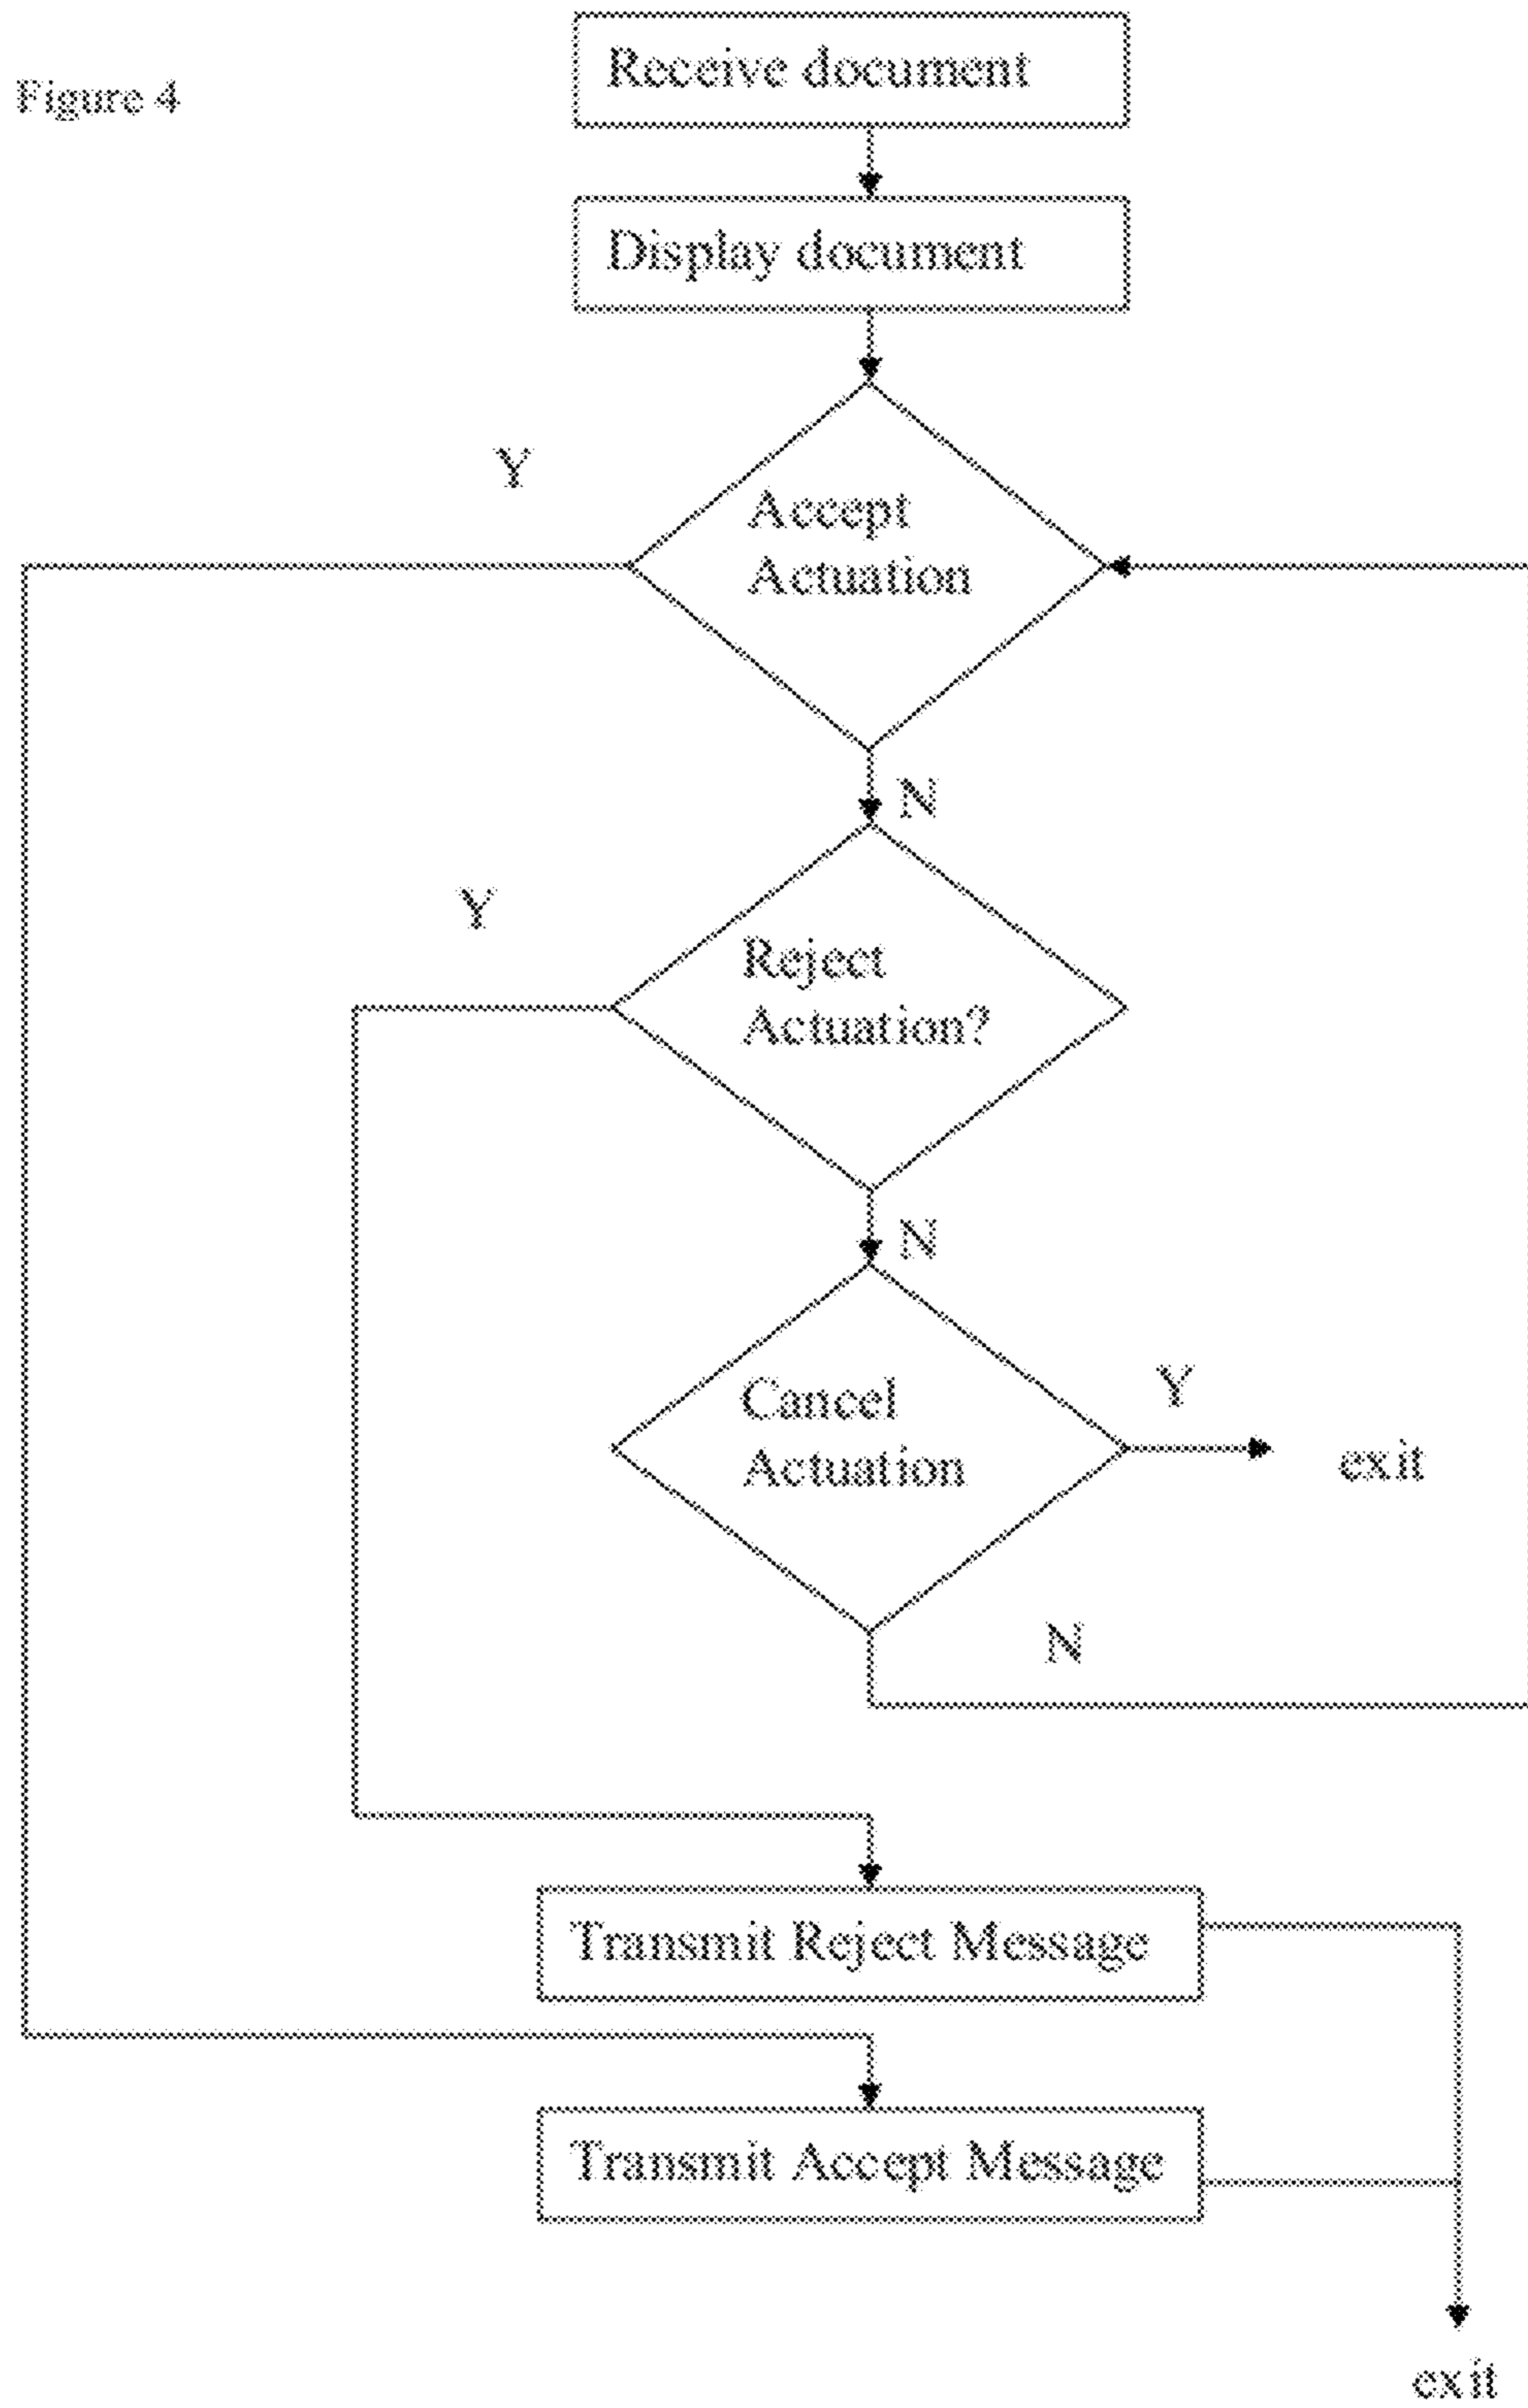 Receive document
Figure 4
Display document
Y
Accept
Actuation
N
Y
Reject
Actuation?
N
Y
Cancel
Actuation
exit
N
Transmit Reject Message
Transmit Accept Message
exit